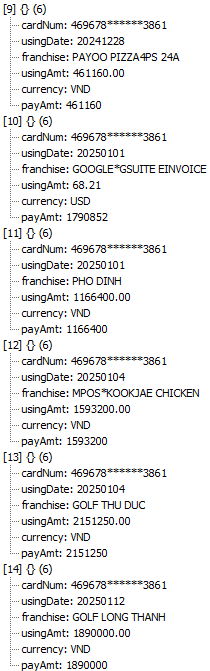 [9] {} (6)
cardNum: 469678******3861
usingDate: 20241228
franchise: PAYOO PIZZA4PS 24A
usingAmt: 461160.00
currency: VND
payAmt: 461160
[10] {} (6)
cardNum: 469678******3861
usingDate: 20250101
franchise: GOOGLE*GSUITE EINVOICE
usingAmt: 68.21
currency: USD
payAmt: 1790852
[11] {} (6)
cardNum: 469678******3861
usingDate: 20250101
franchise: PHO DINH
usingAmt: 1166400.00
currency: VND
payAmt: 1166400
[12] {} (6)
cardNum: 469678******3861
usingDate: 20250104
franchise: MPOS*KOOKJAE CHICKEN
usingAmt: 1593200.00
currency: VND
payAmt: 1593200
[13] {} (6)
cardNum: 469678******3861
usingDate: 20250104
franchise: GOLF THU DUC
usingAmt: 2151250.00
currency: VND
payAmt: 2151250
[14] {} (6)
cardNum: 469678******3861
usingDate: 20250112
franchise: GOLF LONG THANH
usingAmt: 1890000.00
currency: VND
payAmt: 1890000